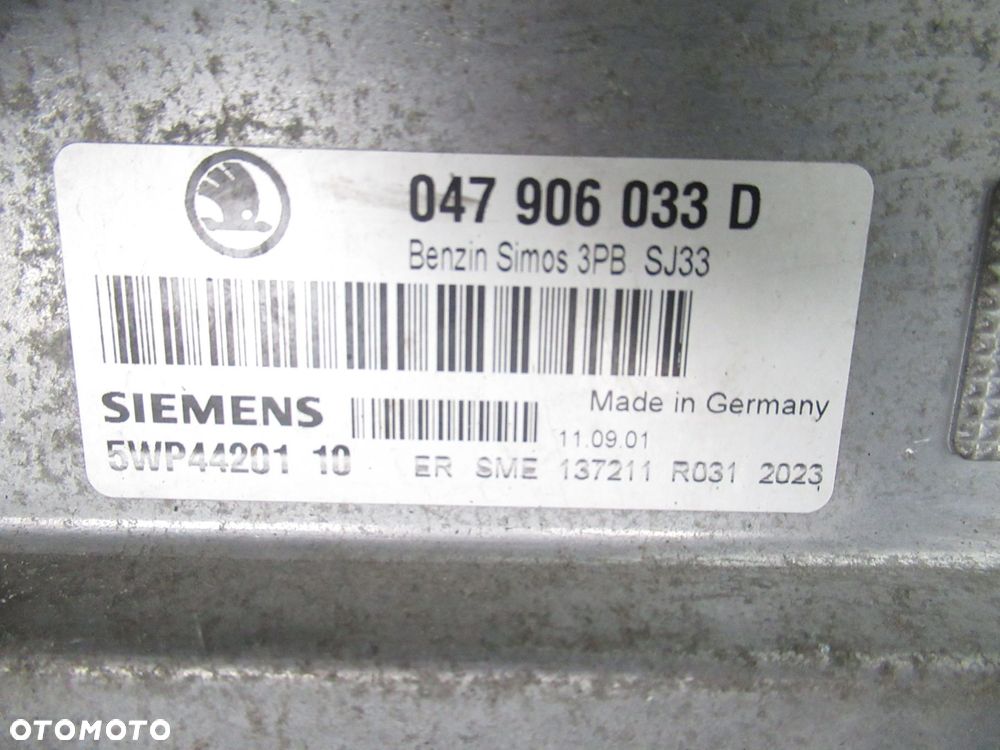 047 906 033 D
Benzin Simos 3PB SJ33
SIEMENS
Made in Germany
11.09.01
5WP44201 10
ER SME 137211 R031 2023
OTOMOTO